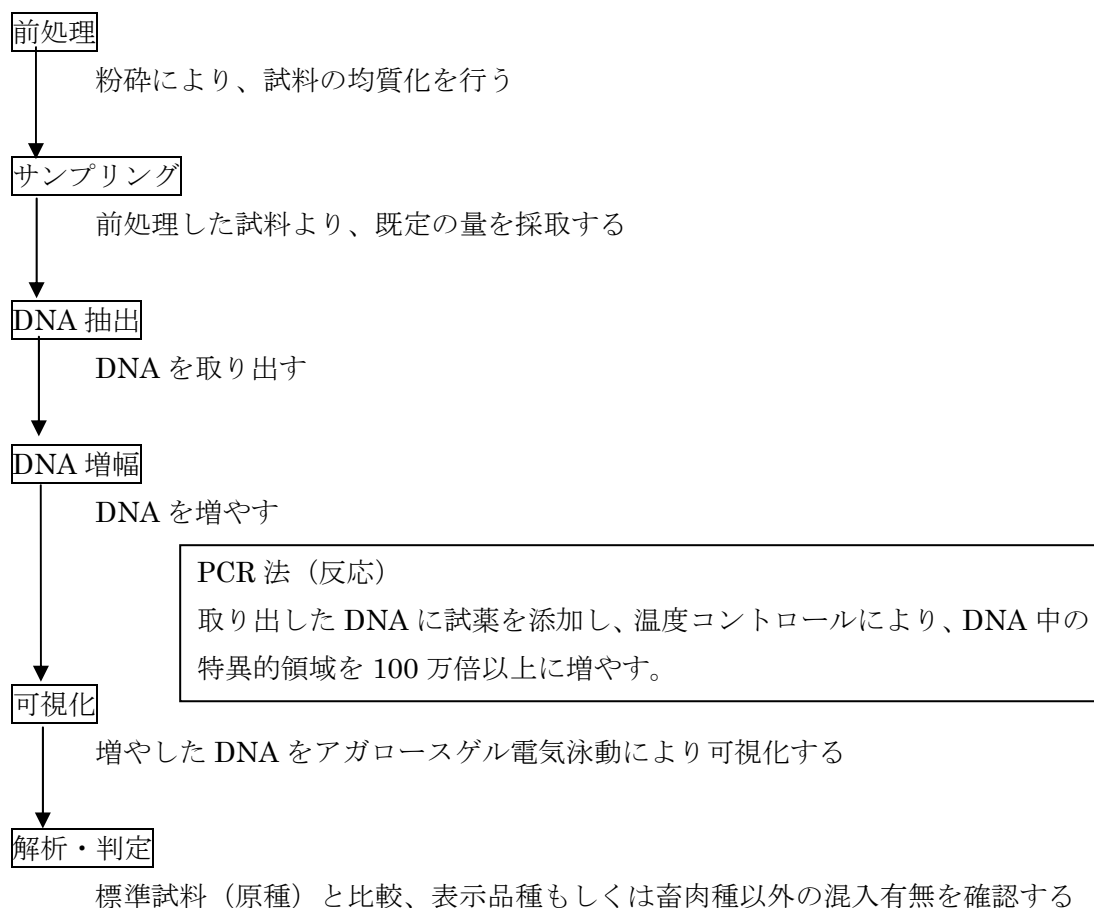 前処理
粉砕により、試料の均質化を行う
サンプリング
前処理した試料より、既定の量を採取する
DNA 抽出
DNA を取り出す
DNA 増幅
DNA を増やす
PCR 法（反応）
取り出した DNA に試薬を添加し、温度コントロールにより、DNA 中の
特異的領域を 100 万倍以上に増やす。
可視化
増やした DNA をアガロースゲル電気泳動により可視化する
解析・判定
標準試料（原種）と比較、表示品種もしくは畜肉種以外の混入有無を確認する